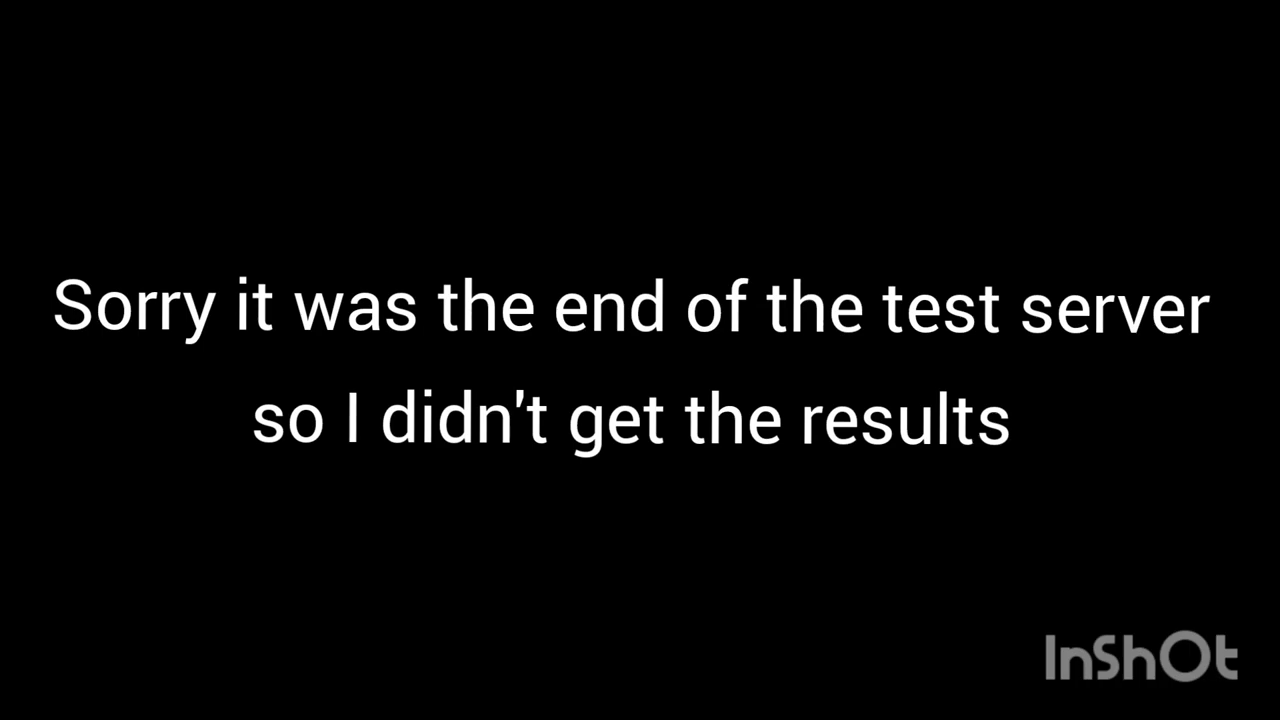 Sorry it was the end of the test server
so I didn't get the results
InShOt